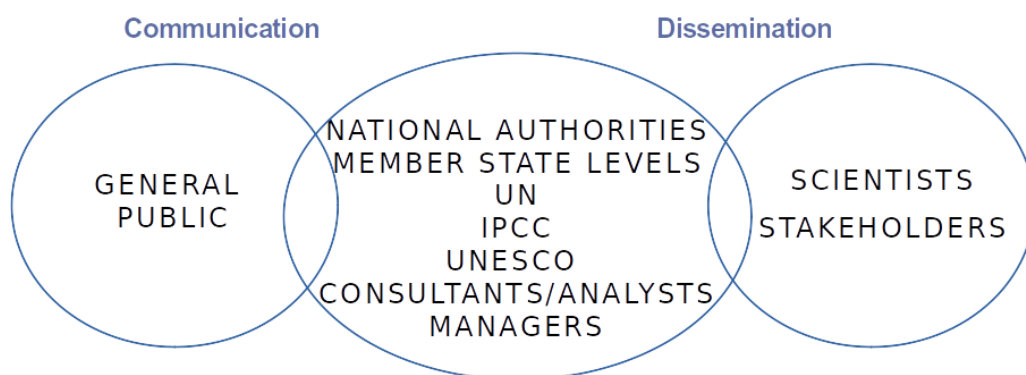 Communication
Dissemination
GENERAL
PUBLIC
NATIONAL AUTHORITIES
MEMBER STATE LEVELS
UN
IPCC
UNESCO
CONSULTANTS/ANALYSTS
MANAGERS
SCIENTISTS
STAKEHOLDERS